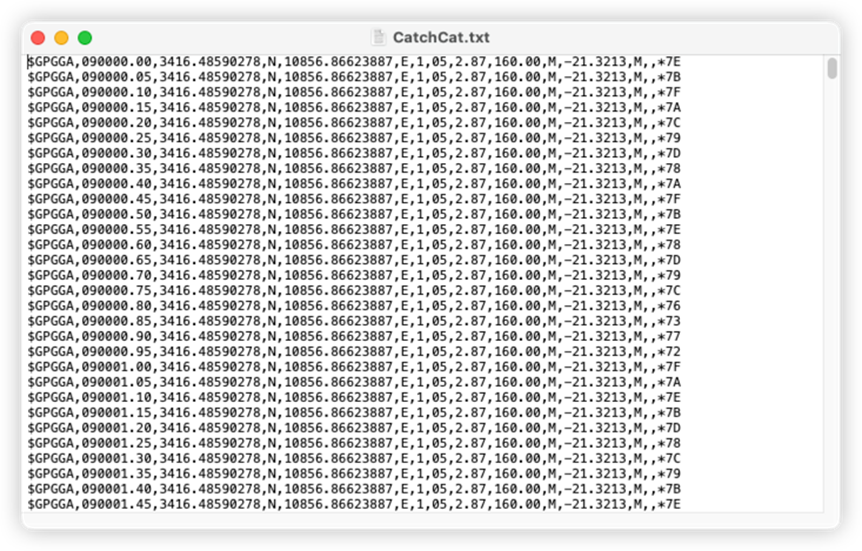 CatchCat.txt
$GPGGA,090000.00,3416.48590278,N,10856.86623887,E,1,05,2.87,160.00,M,-21.3213,M,,*7E
$GPGGA,090000.05,3416.48590278,N,10856.86623887,E,1,05,2.87,160.00,M,-21.3213,M,,*7B
$GPGGA,090000.10,3416.48590278,N,10856.86623887,E,1,05,2.87,160.00,M,-21.3213,M,,*7F
$GPGGA,090000.15,3416.48590278,N,10856.86623887,E,1,05,2.87,160.00,M,-21.3213,M,,*7A
$GPGGA,090000.20,3416.48590278,N,10856.86623887,E,1,05,2.87,160.00,M,-21.3213,M,,*7C
$GPGGA,090000.25,3416.48590278,N,10856.86623887,E,1,05,2.87,160.00,M,-21.3213,M,,*79
$GPGGA,090000.30,3416.48590278,N,10856.86623887,E,1,05,2.87,160.00,M,-21.3213,M,,*7D
$GPGGA,090000.35,3416.48590278,N,10856.86623887,E,1,05,2.87,160.00,M,-21.3213,M,,*78
$GPGGA,090000.40,3416.48590278,N,10856.86623887,E,1,05,2.87,160.00,M,-21.3213,M,,*7A
$GPGGA,090000.45,3416.48590278,N,10856.86623887,E,1,05,2.87,160.00,M,-21.3213,M,,*7F
$GPGGA,090000.50,3416.48590278,N,10856.86623887,E,1,05,2.87,160.00,M,-21.3213,M,,*7B
$GPGGA,090000.55,3416.48590278,N,10856.86623887,E,1,05,2.87,160.00,M,-21.3213,M,,*7E
$GPGGA,090000.60,3416.48590278,N,10856.86623887,E,1,05,2.87,160.00,M,-21.3213,M,,*78
$GPGGA,090000.65,3416.48590278,N,10856.86623887,E,1,05,2.87,160.00,M,-21.3213,M,,*7D
$GPGGA,090000.70,3416.48590278,N,10856.86623887,E,1,05,2.87,160.00,M,-21.3213,M,,*79
$GPGGA,090000.75,3416.48590278,N,10856.86623887,E,1,05,2.87,160.00,M,-21.3213,M,,*7C
$GPGGA,090000.80,3416.48590278,N,10856.86623887,E,1,05,2.87,160.00,M,-21.3213,M,,*76
$GPGGA,090000.85,3416.48590278,N,10856.86623887,E,1,05,2.87,160.00,M,-21.3213,M,,*73
$GPGGA,090000.90,3416.48590278,N,10856.86623887,E,1,05,2.87,160.00,M,-21.3213,M,,*77
$GPGGA,090000.95,3416.48590278,N,10856.86623887,E,1,05,2.87,160.00,M,-21.3213,M,,*72
$GPGGA,090001.00,3416.48590278,N,10856.86623887,E,1,05,2.87,160.00,M,-21.3213,M,,*7F
$GPGGA,090001.05,3416.48590278,N,10856.86623887,E,1,05,2.87,160.00,M,-21.3213,M,,*7A
$GPGGA,090001.10,3416.48590278,N,10856.86623887,E,1,05,2.87,160.00,M,-21.3213,M,,*7E
$GPGGA,090001.15,3416.48590278,N,10856.86623887,E,1,05,2.87,160.00,M,-21.3213,M,,*7B
$GPGGA,090001.20,3416.48590278,N,10856.86623887,E,1,05,2.87,160.00,M,-21.3213,M,,*7D
$GPGGA,090001.25,3416.48590278,N,10856.86623887,E,1,05,2.87,160.00,M,-21.3213,M,,*78
$GPGGA,090001.30,3416.48590278,N,10856.86623887,E,1,05,2.87,160.00,M,-21.3213,M,,*7C
$GPGGA,090001.35,3416.48590278,N,10856.86623887,E,1,05,2.87,160.00,M,-21.3213,M,,*79
$GPGGA,090001.40,3416.48590278,N,10856.86623887,E,1,05,2.87,160.00,M,-21.3213,M,,*7B
$GPGGA,090001.45,3416.48590278,N,10856.86623887,E,1,05,2.87,160.00,M,-21.3213,M,,*7E